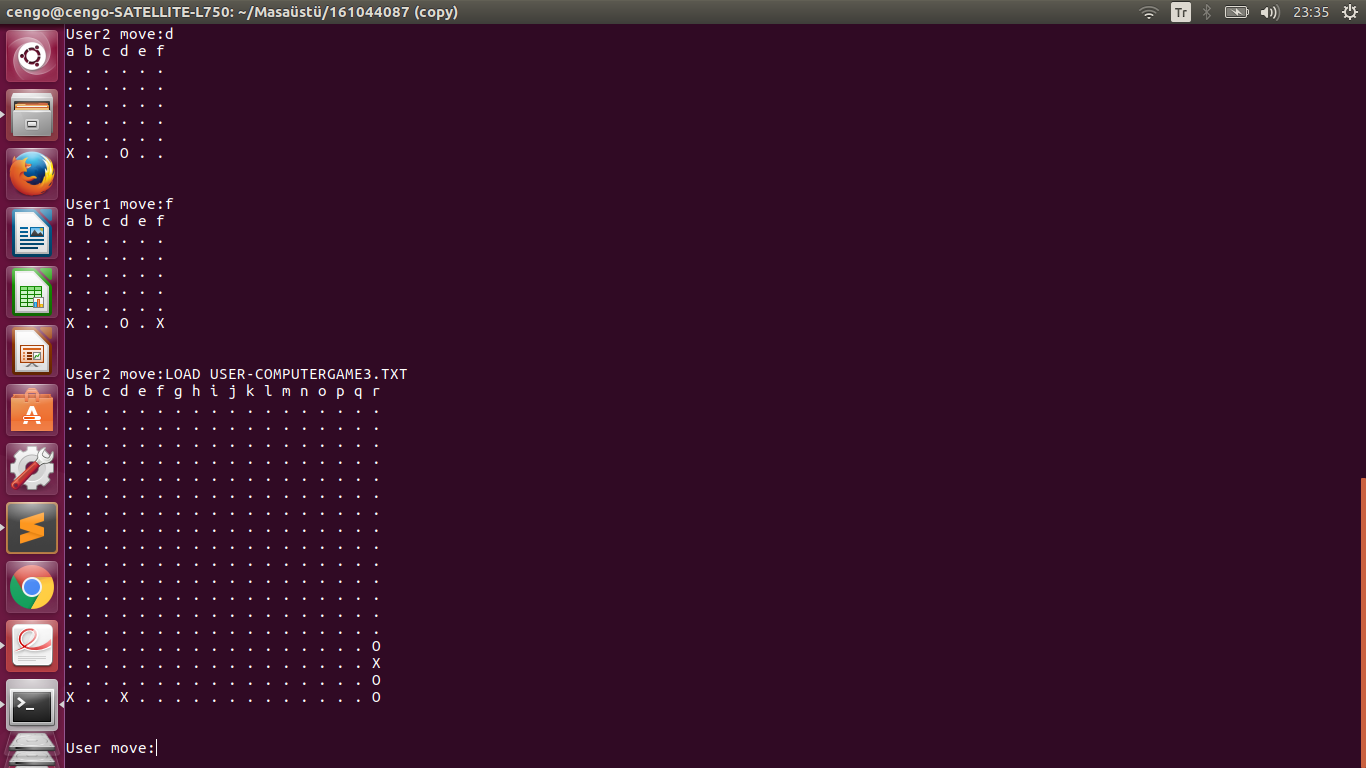 cengo@cengo-SATELLITE-L750: ~/Masaüstü/161044087 (copy)
Tr
23:35
User2 move:d
a b c d e f
. . . . . .
. . . . . .
. . . . . .
. . . . . .
. . . . . .
X . . O . .
User1 move:f
a b c d e f
. . . . . .
. . . . . .
. . . . . .
. . . . . .
. . . . . .
X . . O . X
User2 move:LOAD USER-COMPUTERGAME3.TXT
a b c d e f g h i j k l m n o p q r
. . . . . . . . . . . . . . . . . .
. . . . . . . . . . . . . . . . . .
. . . . . . . . . . . . . . . . . .
. . . . . . . . . . . . . . . . . .
. . . . . . . . . . . . . . . . . .
. . . . . . . . . . . . . . . . . .
. . . . . . . . . . . . . . . . . .
. . . . . . . . . . . . . . . . . .
. . . . . . . . . . . . . . . . . .
. . . . . . . . . . . . . . . . . .
. . . . . . . . . . . . . . . . . .
. . . . . . . . . . . . . . . . . .
. . . . . . . . . . . . . . . . . .
. . . . . . . . . . . . . . . . . .
. . . . . . . . . . . . . . . . . O
. . . . . . . . . . . . . . . . . X
. . . . . . . . . . . . . . . . . O
X . . X . . . . . . . . . . . . . O
User move: